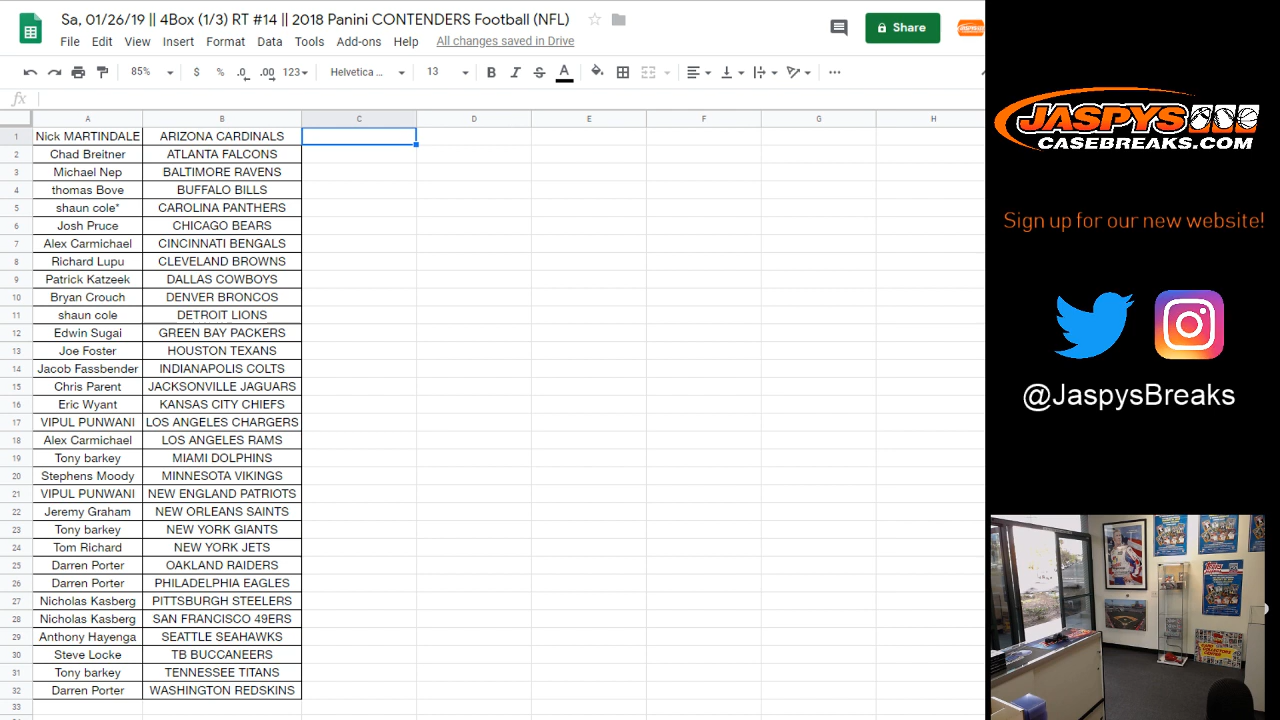 Sa, 01/26/19 || 4Box (1/3) RT #14 || 2018 Panini CONTENDERS Football (NFL)
File Edit View Insert Format Data Tools Add-ons Help All changes saved in Drive
Share
85% $ % .0 .00 123 Helvetica ... 13 B I S A
fx
A B C D E F G H
1 Nick MARTINDALE ARIZONA CARDINALS
2 Chad Breitner ATLANTA FALCONS
3 Michael Nep BALTIMORE RAVENS
4 thomas Bove BUFFALO BILLS
5 shaun cole* CAROLINA PANTHERS
6 Josh Pruce CHICAGO BEARS
7 Alex Carmichael CINCINNATI BENGALS
8 Richard Lupu CLEVELAND BROWNS
9 Patrick Katzeek DALLAS COWBOYS
10 Bryan Crouch DENVER BRONCOS
11 shaun cole DETROIT LIONS
12 Edwin Sugai GREEN BAY PACKERS
13 Joe Foster HOUSTON TEXANS
14 Jacob Fassbender INDIANAPOLIS COLTS
15 Chris Parent JACKSONVILLE JAGUARS
16 Eric Wyant KANSAS CITY CHIEFS
17 VIPUL PUNWANI LOS ANGELES CHARGERS
18 Alex Carmichael LOS ANGELES RAMS
19 Tony barkey MIAMI DOLPHINS
20 Stephens Moody MINNESOTA VIKINGS
21 VIPUL PUNWANI NEW ENGLAND PATRIOTS
22 Jeremy Graham NEW ORLEANS SAINTS
23 Tony barkey NEW YORK GIANTS
24 Tom Richard NEW YORK JETS
25 Darren Porter OAKLAND RAIDERS
26 Darren Porter PHILADELPHIA EAGLES
27 Nicholas Kasberg PITTSBURGH STEELERS
28 Nicholas Kasberg SAN FRANCISCO 49ERS
29 Anthony Hayenga SEATTLE SEAHAWKS
30 Steve Locke TB BUCCANEERS
31 Tony barkey TENNESSEE TITANS
32 Darren Porter WASHINGTON REDSKINS
33
JASPYS
CASEBREAKS.COM
Sign up for our new website!
@JaspysBreaks